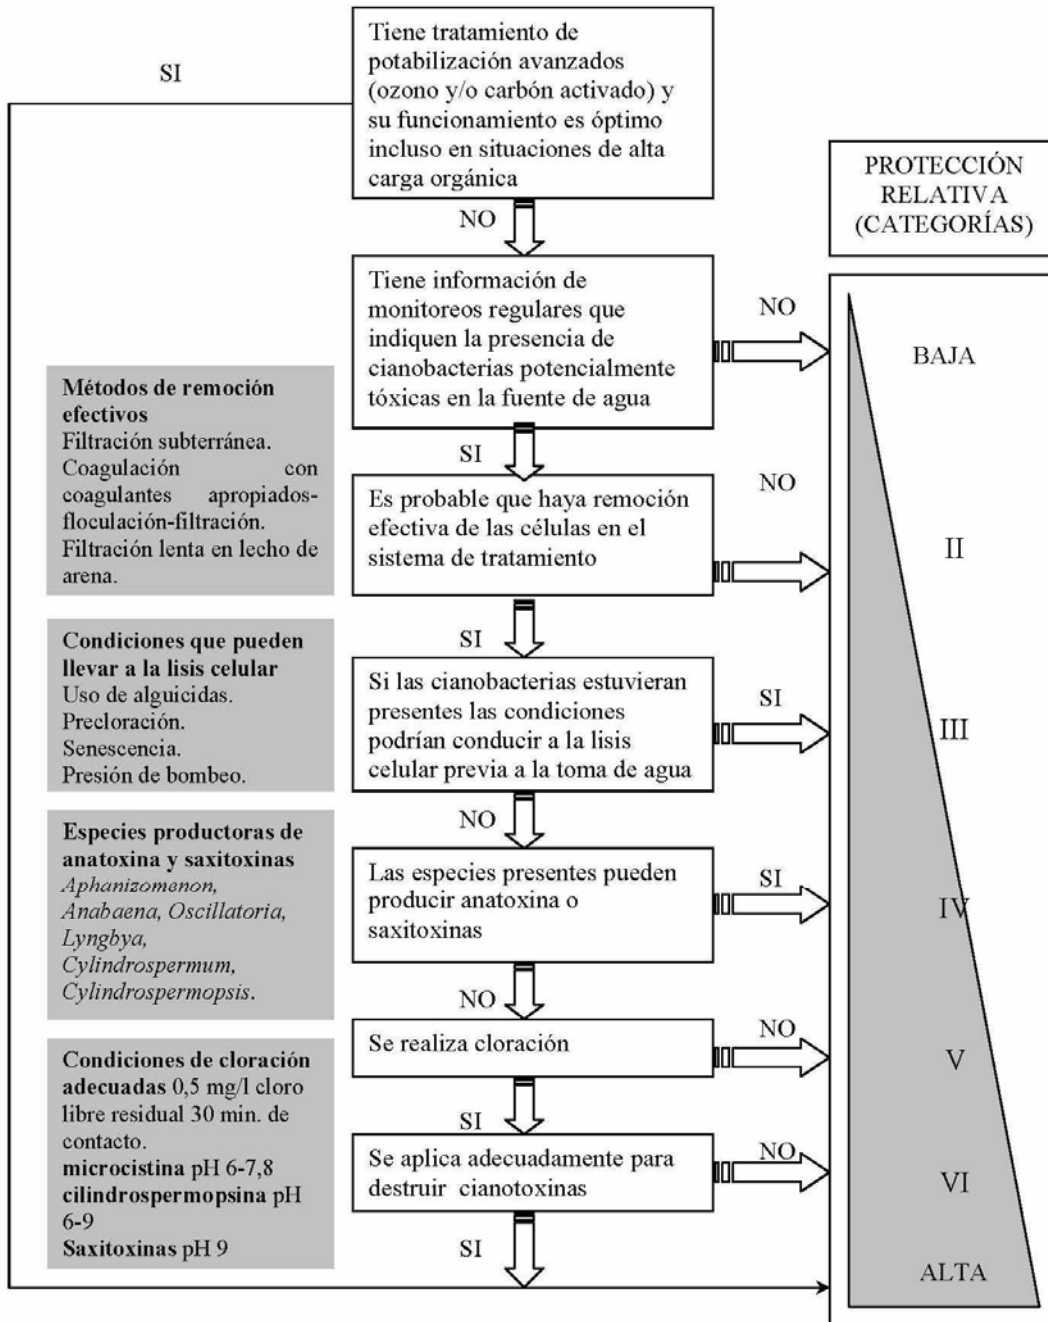 SI
Tiene tratamiento de
potabilización avanzados
(ozono y/o carbón activado) y
su funcionamiento es óptimo
incluso en situaciones de alta
carga orgánica
PROTECCIÓN
RELATIVA
(CATEGORÍAS)
NO
Tiene información de
monitoreos regulares que
indiquen la presencia de
cianobacterias potencialmente
tóxicas en la fuente de agua
NO
BAJA
Métodos de remoción
efectivos
Filtración subterránea.
Coagulación con
coagulantes apropiados-
floculación-filtración.
Filtración lenta en lecho de
arena.
SI
Es probable que haya remoción
efectiva de las células en el
sistema de tratamiento
NO
II
Condiciones que pueden
llevar a la lisis celular
Uso de alguicidas.
Precloración.
Senescencia.
Presión de bombeo.
SI
Si las cianobacterias estuvieran
presentes las condiciones
podrían conducir a la lisis
celular previa a la toma de agua
SI
III
Especies productoras de
anatoxina y saxitoxinas
Aphanizomenon,
Anabaena, Oscillatoria,
Lyngbya,
Cylindrospermum,
Cylindrospermopsis.
NO
Las especies presentes pueden
producir anatoxina o
saxitoxinas
SI
IV
NO
Se realiza cloración
NO
V
Condiciones de cloración
adecuadas 0,5 mg/l cloro
libre residual 30 min. de
contacto.
microcistina pH 6-7,8
cilindrospermopsina pH
6-9
Saxitoxinas pH 9
SI
Se aplica adecuadamente para
destruir cianotoxinas
NO
VI
SI
ALTA